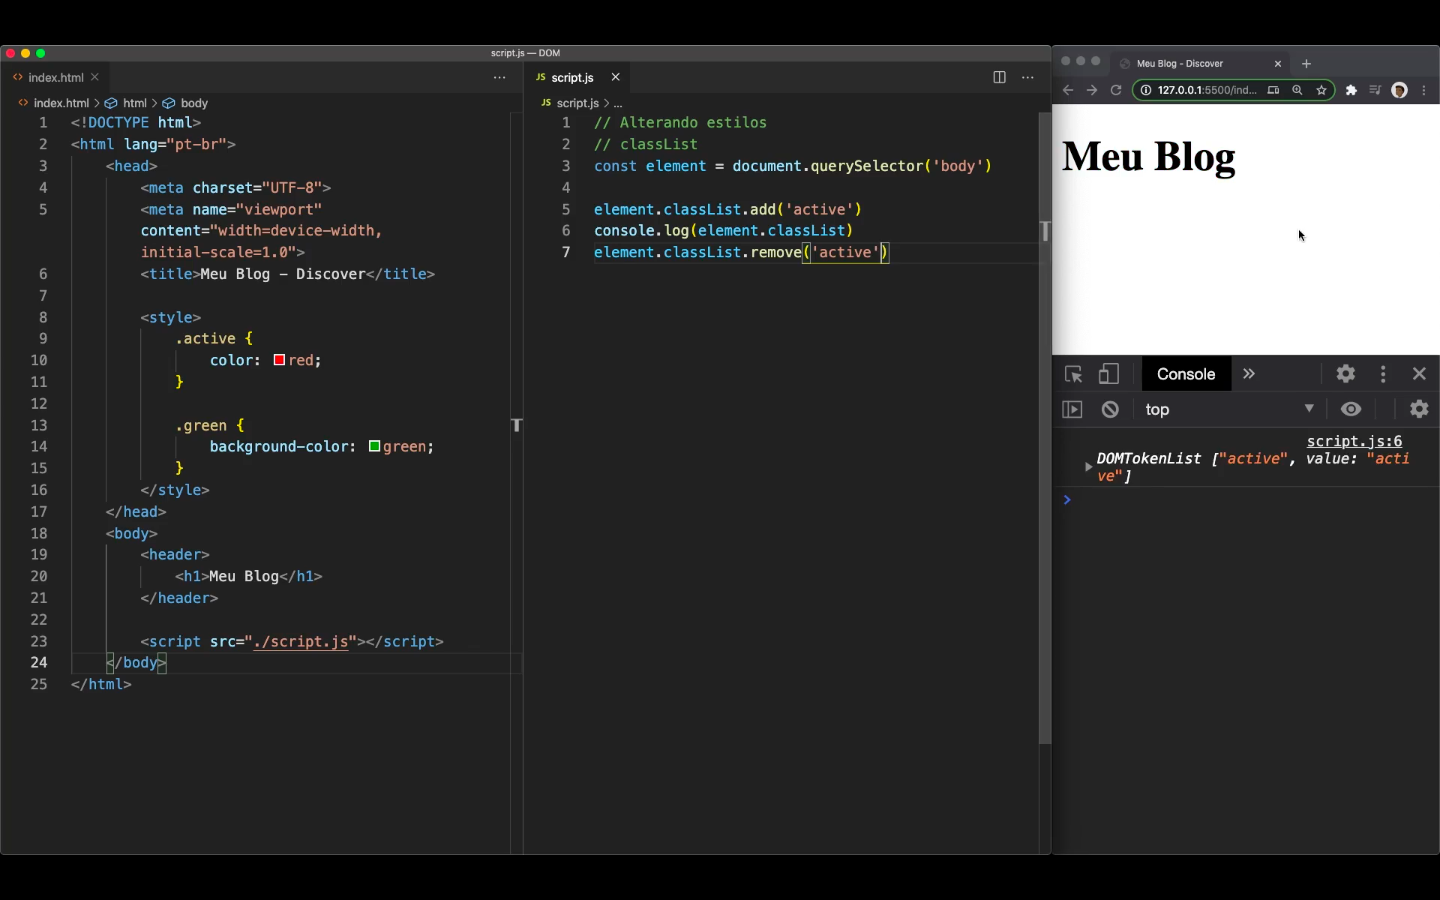 script.js — DOM
index.html
index.html > html > body
1 <!DOCTYPE html>
2 <html lang="pt-br">
3 <head>
4 <meta charset="UTF-8">
5 <meta name="viewport"
content="width=device-width,
initial-scale=1.0">
6 <title>Meu Blog – Discover</title>
7
8 <style>
9 .active {
10 color: red;
11 }
12
13 .green {
14 background-color: green;
15 }
16 </style>
17 </head>
18 <body>
19 <header>
20 <h1>Meu Blog</h1>
21 </header>
22
23 <script src="./script.js"></script>
24 </body>
25 </html>
JS script.js
JS script.js > ...
1 // Alterando estilos
2 // classList
3 const element = document.querySelector('body')
4
5 element.classList.add('active')
6 console.log(element.classList)
7 element.classList.remove('active')
Meu Blog - Discover
127.0.0.1:5500/ind...
Meu Blog
Console
top
script.js:6
DOMTokenList ["active", value: "acti
ve"]